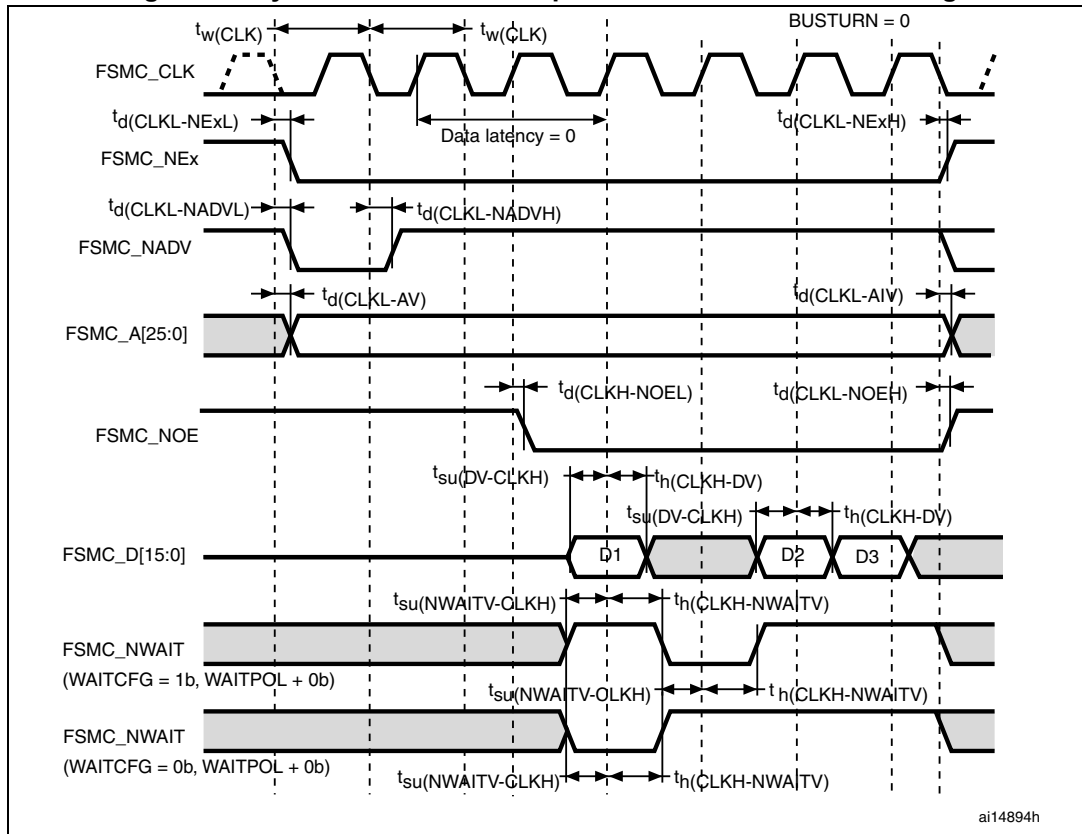 BUSTURN = 0
tw(CLK) tw(CLK)
FSMC_CLK
td(CLKL-NExL) Data latency = 0 td(CLKL-NExH)
FSMC_NEx
td(CLKL-NADVL) td(CLKL-NADVH)
FSMC_NADV
td(CLKL-AV) td(CLKL-AIV)
FSMC_A[25:0]
td(CLKH-NOEL) td(CLKL-NOEH)
FSMC_NOE
tsu(DV-CLKH) th(CLKH-DV)
tsu(DV-CLKH) th(CLKH-DV)
FSMC_D[15:0] D1 D2 D3
tsu(NWAITV-CLKH) th(CLKH-NWAITV)
FSMC_NWAIT
(WAITCFG = 1b, WAITPOL + 0b)
tsu(NWAITV-CLKH) th(CLKH-NWAITV)
FSMC_NWAIT
(WAITCFG = 0b, WAITPOL + 0b)
tsu(NWAITV-CLKH) th(CLKH-NWAITV)
ai14894h